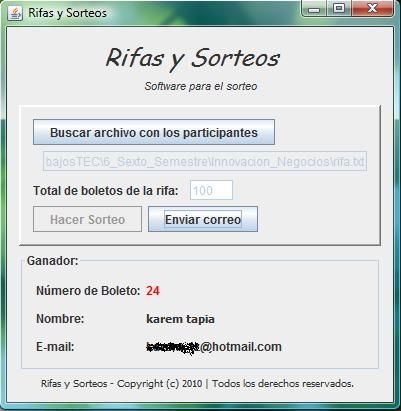 Rifas y Sorteos
Rifas y Sorteos
Software para el sorteo
Buscar archivo con los participantes
bajosTEC\6_Sexto_Semestre\Innovacion_Negocios\rifa.txt
Total de boletos de la rifa: 100
Hacer Sorteo Enviar correo
Ganador:
Número de Boleto: 24
Nombre: karem tapia
E-mail: @hotmail.com
Rifas y Sorteos - Copyright (c) 2010 | Todos los derechos reservados.